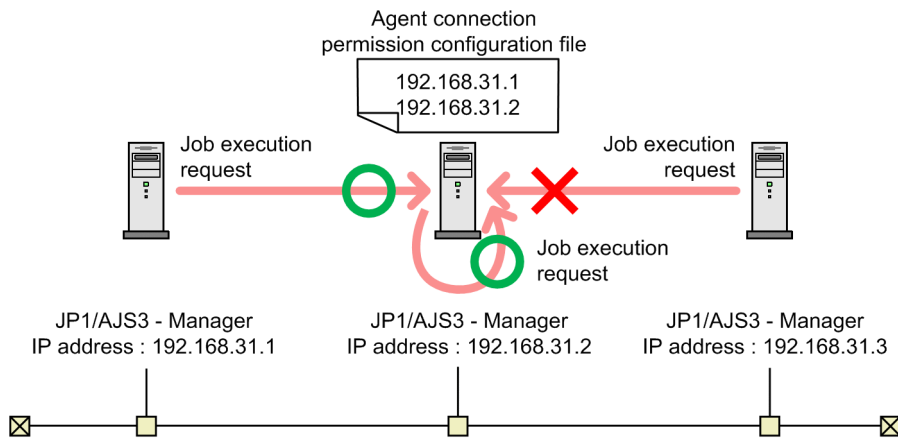 Agent connection
permission configuration file
192.168.31.1
192.168.31.2
Job execution
request
Job execution
request
Job execution
request
JP1/AJS3 - Manager
IP address : 192.168.31.1
JP1/AJS3 - Manager
IP address : 192.168.31.2
JP1/AJS3 - Manager
IP address : 192.168.31.3